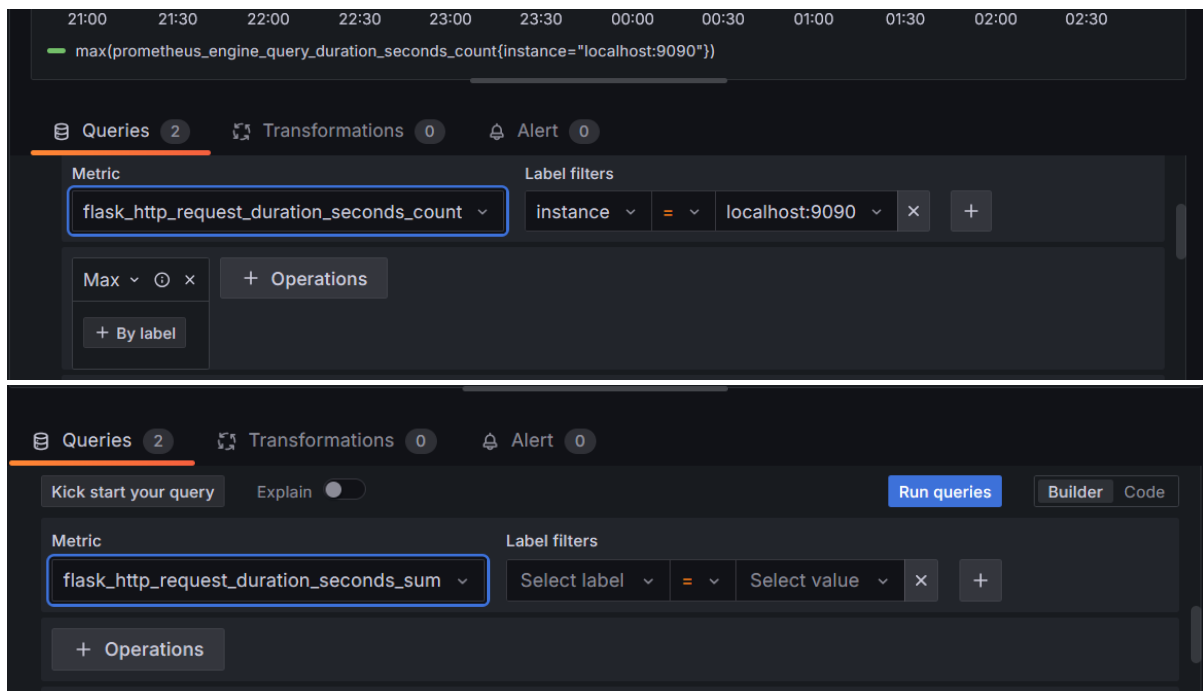 21:00 21:30 22:00 22:30 23:00 23:30 00:00 00:30 01:00 01:30 02:00 02:30
max(prometheus_engine_query_duration_seconds_count{instance="localhost:9090"})
Queries 2 Transformations 0 Alert 0
Metric Label filters
flask_http_request_duration_seconds_count instance = localhost:9090 × +
Max × + Operations
+ By label
Queries 2 Transformations 0 Alert 0
Kick start your query Explain Run queries Builder Code
Metric Label filters
flask_http_request_duration_seconds_sum Select label = Select value × +
+ Operations